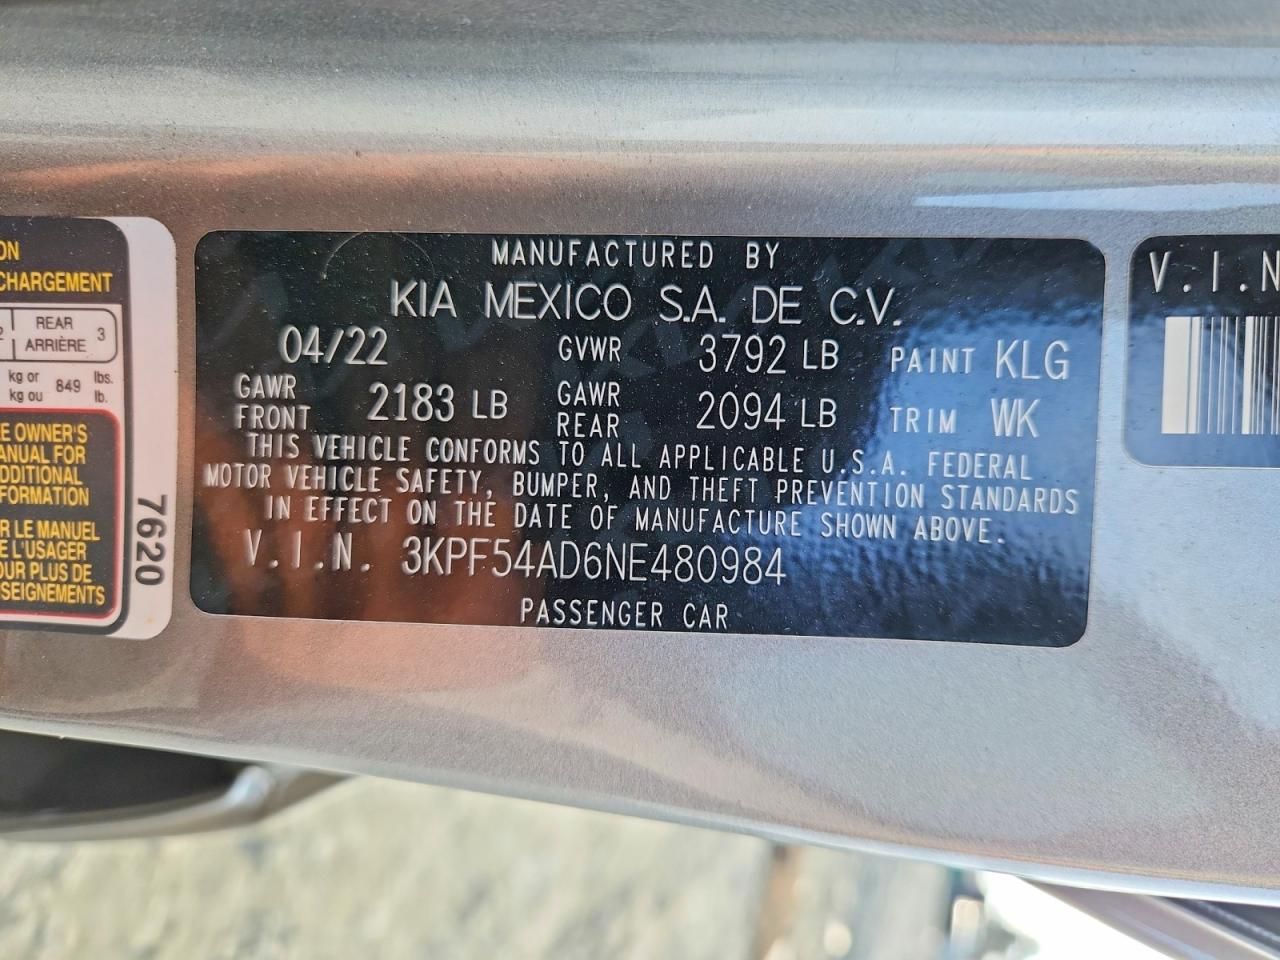 ON
CHARGEMENT
REAR 3
ARRIÈRE
kg or 849 lbs.
kg ou lb.
E OWNER'S
ANUAL FOR
DDITIONAL
FORMATION
R LE MANUEL
E L'USAGER
OUR PLUS DE
SEIGNEMENTS
7620
MANUFACTURED BY
KIA MEXICO S.A. DE C.V.
04/22 GVWR 3792 LB PAINT KLG
GAWR FRONT 2183 LB GAWR REAR 2094 LB TRIM WK
THIS VEHICLE CONFORMS TO ALL APPLICABLE U.S.A. FEDERAL
MOTOR VEHICLE SAFETY, BUMPER, AND THEFT PREVENTION STANDARDS
IN EFFECT ON THE DATE OF MANUFACTURE SHOWN ABOVE.
V.I.N. 3KPF54AD6NE480984
PASSENGER CAR
V.I.N